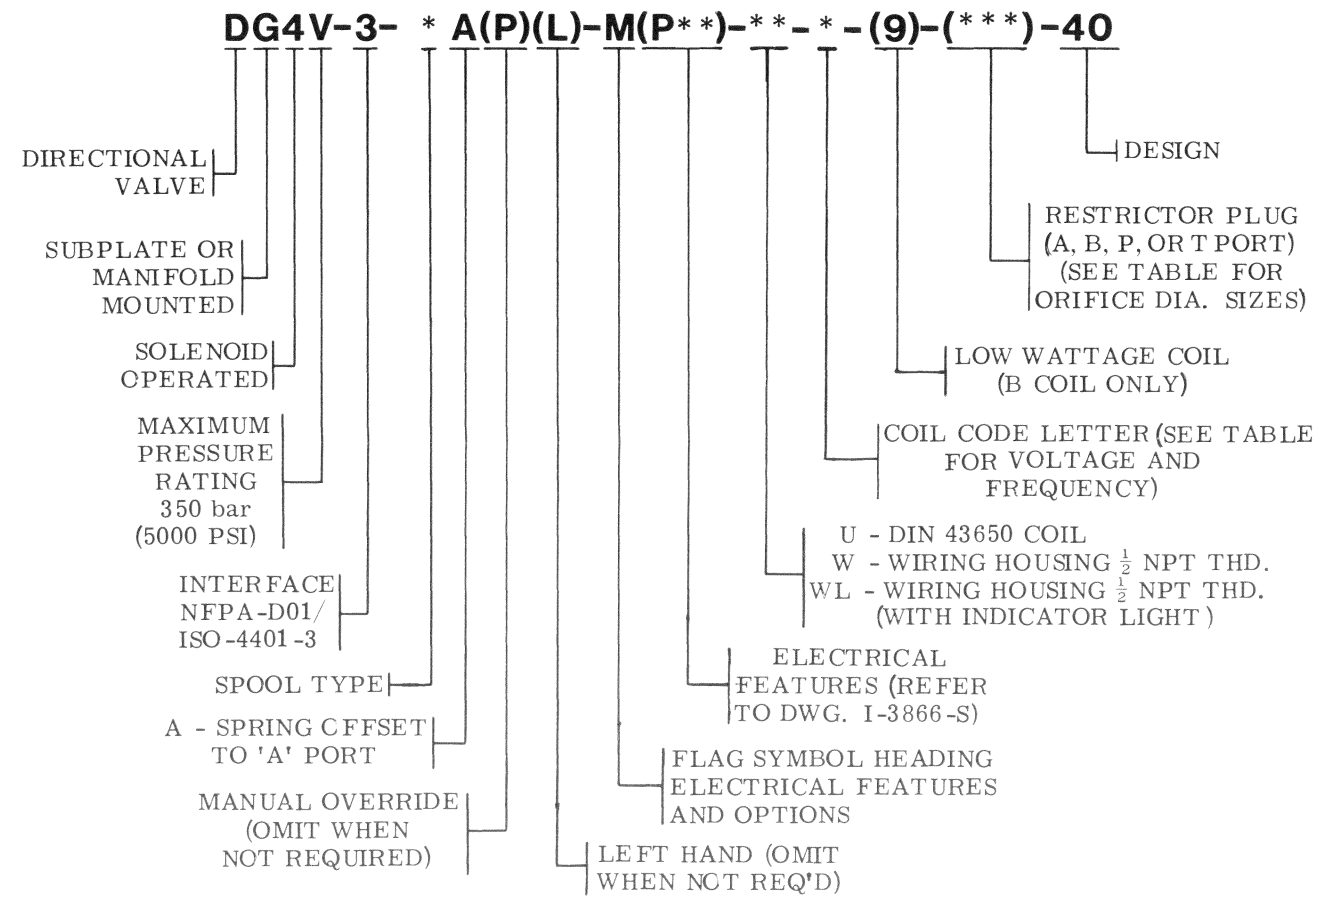 DG4V-3- *A(P)(L)-M(P**)-**-*-(9)-(***)-40
DIRECTIONAL
VALVE
SUBPLATE OR
MANIFOLD
MOUNTED
SOLENOID
OPERATED
MAXIMUM
PRESSURE
RATING
350 bar
(5000 PSI)
INTERFACE
NFPA-D01/
ISO-4401-3
SPOOL TYPE
A - SPRING OFFSET
TO 'A' PORT
MANUAL OVERRIDE
(OMIT WHEN
NOT REQUIRED)
LEFT HAND (OMIT
WHEN NOT REQ'D)
FLAG SYMBOL HEADING
ELECTRICAL FEATURES
AND OPTIONS
ELECTRICAL
FEATURES (REFER
TO DWG. I-3866-S)
U - DIN 43650 COIL
W - WIRING HOUSING ½ NPT THD.
WL - WIRING HOUSING ½ NPT THD.
(WITH INDICATOR LIGHT)
COIL CODE LETTER (SEE TABLE
FOR VOLTAGE AND
FREQUENCY)
LOW WATTAGE COIL
(B COIL ONLY)
RESTRICTOR PLUG
(A, B, P, OR T PORT)
(SEE TABLE FOR
ORIFICE DIA. SIZES)
DESIGN